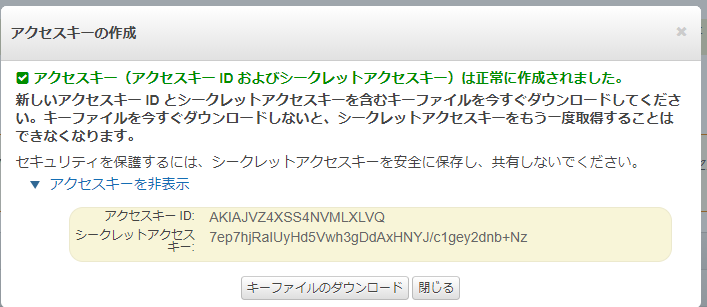 アクセスキーの作成
アクセスキー（アクセスキー ID およびシークレットアクセスキー）は正常に作成されました。
新しいアクセスキー ID とシークレットアクセスキーを含むキーファイルを今すぐダウンロードしてくださ
い。キーファイルを今すぐダウンロードしないと、シークレットアクセスキーをもう一度取得することは
できなくなります。
セキュリティを保護するには、シークレットアクセスキーを安全に保存し、共有しないでください。
アクセスキーを非表示
アクセスキー ID: AKIAJVZ4XSS4NVMLXLVQ
シークレットアクセス 7ep7hjRalUyHd5Vwh3gDdAxHNYJ/c1gey2dnb+Nz
キー:
キーファイルのダウンロード 閉じる